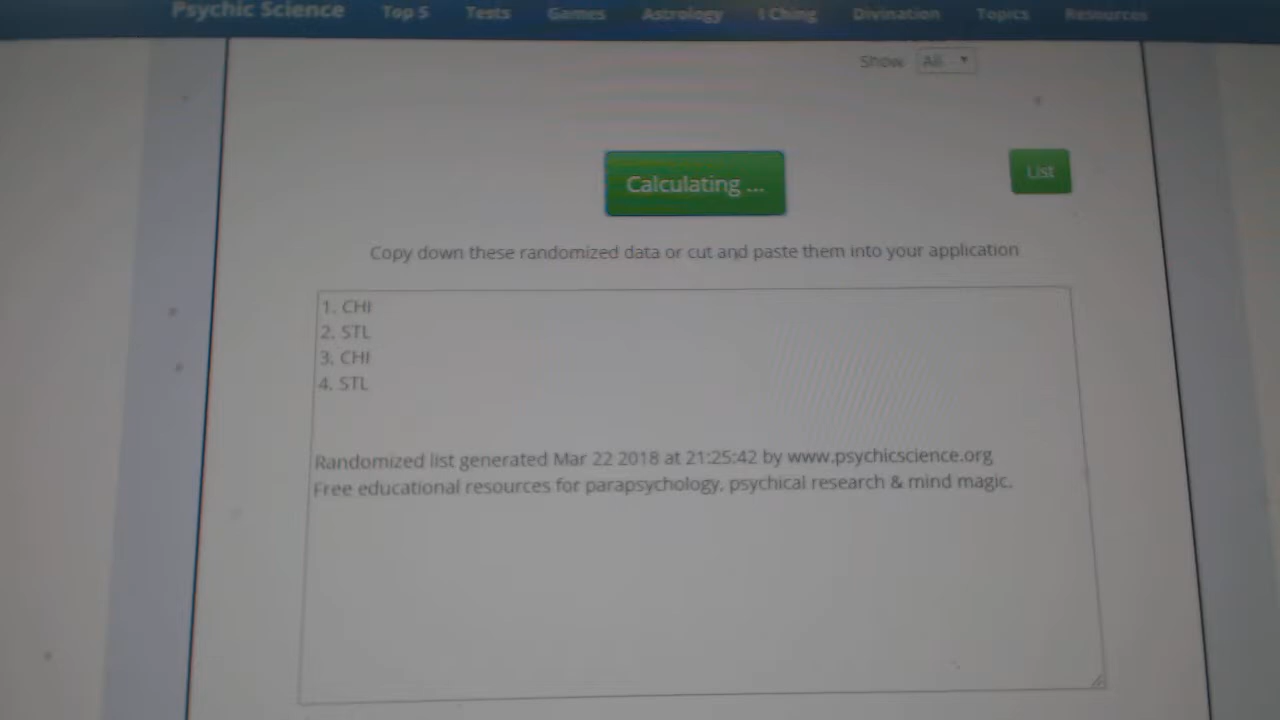 Psychic Science Top 5 Tests Games Astrology I Ching Divination Topics Resources
Show All
Calculating ...
List
Copy down these randomized data or cut and paste them into your application
1. CHI
2. STL
3. CHI
4. STL
Randomized list generated Mar 22 2018 at 21:25:42 by www.psychicscience.org
Free educational resources for parapsychology, psychical research & mind magic.